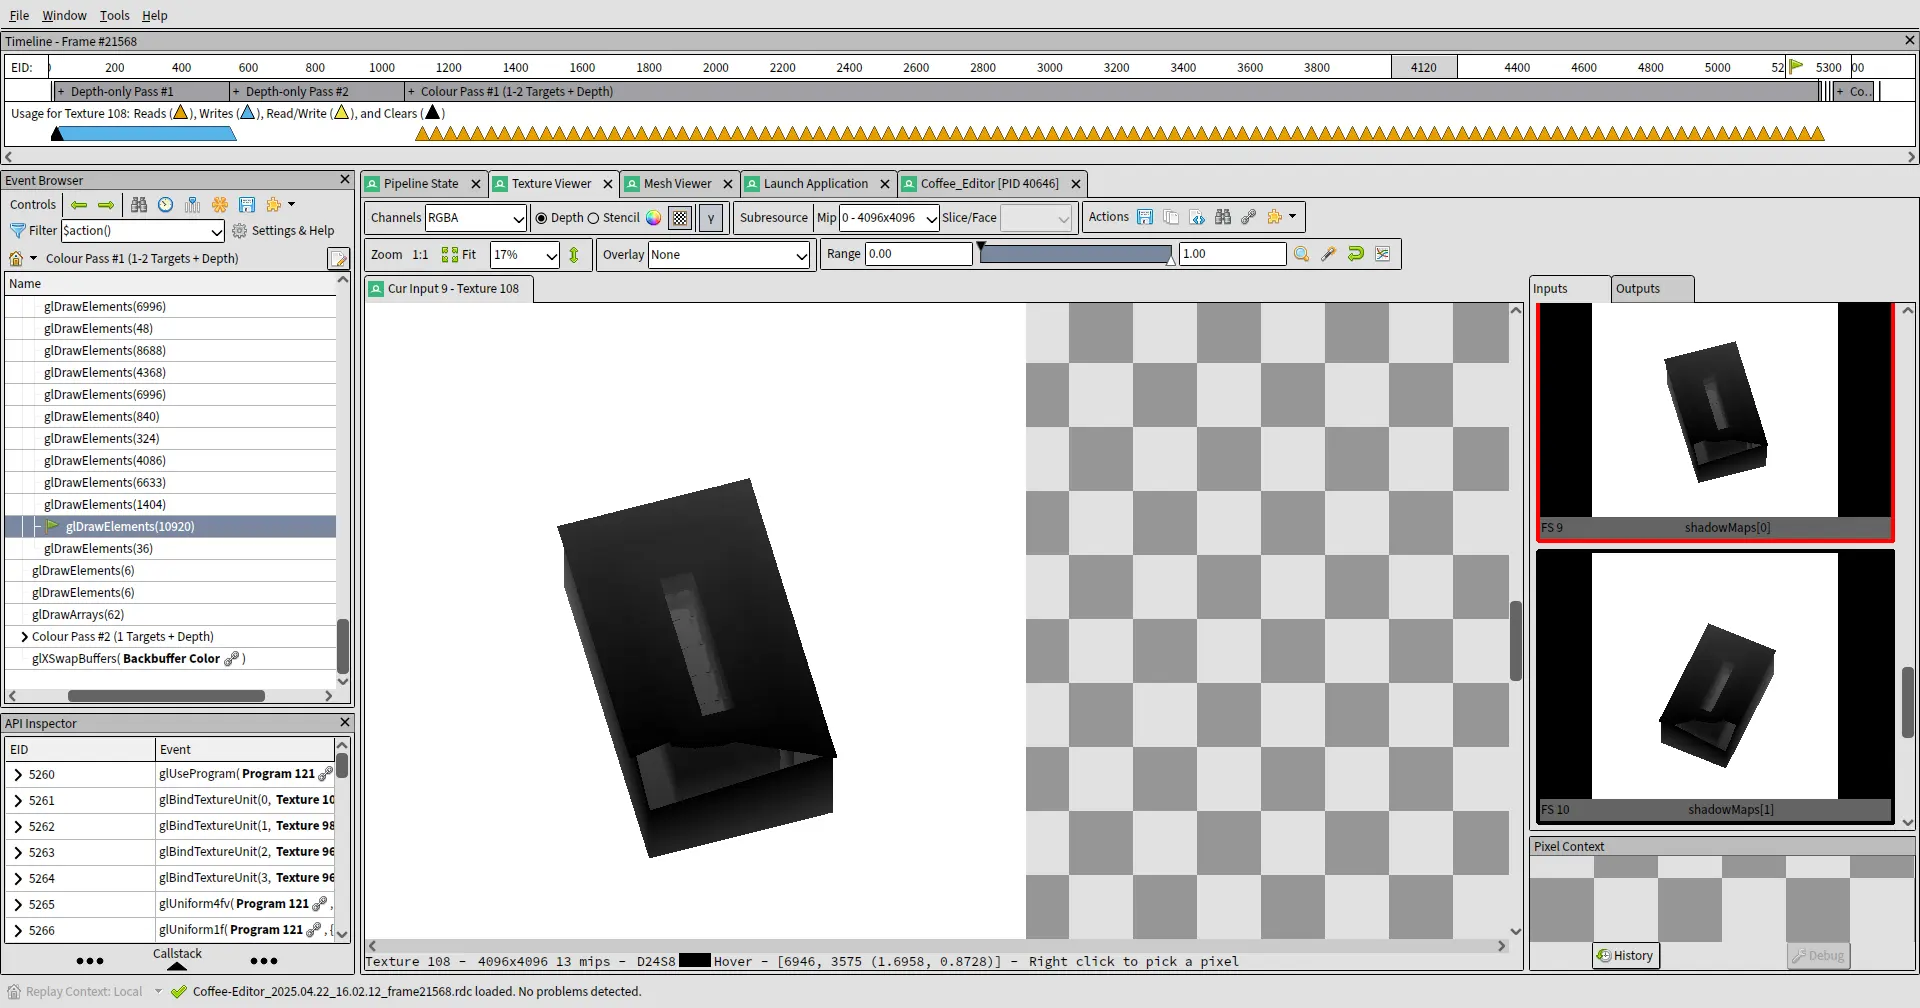 File Window Tools Help
Timeline - Frame #21568
EID: 200 400 600 800 1000 1200 1400 1600 1800 2000 2200 2400 2600 2800 3000 3200 3400 3600 3800 4120 4400 4600 4800 5000 52 5300 00
+ Depth-only Pass #1 + Depth-only Pass #2 + Colour Pass #1 (1-2 Targets + Depth) + Co..
Usage for Texture 108: Reads ( ), Writes ( ), Read/Write ( ), and Clears ( )
Event Browser
Controls
Filter $action() Settings & Help
Colour Pass #1 (1-2 Targets + Depth)
Name
glDrawElements(6996)
glDrawElements(48)
glDrawElements(8688)
glDrawElements(4368)
glDrawElements(6996)
glDrawElements(840)
glDrawElements(324)
glDrawElements(4086)
glDrawElements(6633)
glDrawElements(1404)
glDrawElements(10920)
glDrawElements(36)
glDrawElements(6)
glDrawElements(6)
glDrawArrays(62)
Colour Pass #2 (1 Targets + Depth)
glXSwapBuffers( Backbuffer Color )
API Inspector
EID Event
5260 glUseProgram( Program 121
5261 glBindTextureUnit(0, Texture 10
5262 glBindTextureUnit(1, Texture 98
5263 glBindTextureUnit(2, Texture 96
5264 glBindTextureUnit(3, Texture 96
5265 glUniform4fv( Program 121 ,
5266 glUniform1f( Program 121 , {
Callstack
Pipeline State Texture Viewer Mesh Viewer Launch Application Coffee_Editor [PID 40646]
Channels RGBA Depth Stencil γ Subresource Mip 0 - 4096x4096 Slice/Face Actions
Zoom 1:1 Fit 17% Overlay None Range 0.00 1.00
Cur Input 9 - Texture 108
Texture 108 - 4096x4096 13 mips - D24S8 Hover - [6946, 3575 (1.6958, 0.8728)] - Right click to pick a pixel
Inputs Outputs
FS 9 shadowMaps[0]
FS 10 shadowMaps[1]
Pixel Context
History Debug
Replay Context: Local Coffee-Editor_2025.04.22_16.02.12_frame21568.rdc loaded. No problems detected.